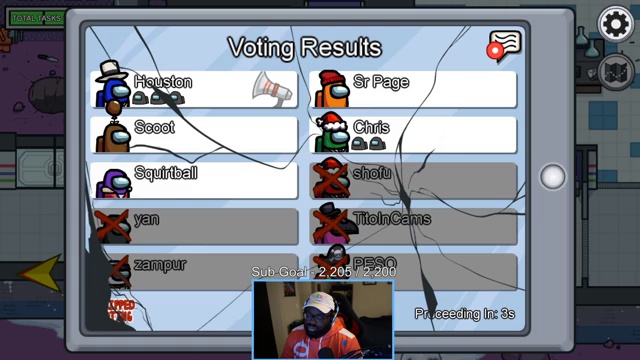 TOTAL TASKS
Voting Results
Houston
Sr Page
Scoot
Chris
Squirtball
shofu
yan
TitoInCams
zampur
PESO
Sub-Goal - 2,205 / 2,200
Proceeding In: 3s